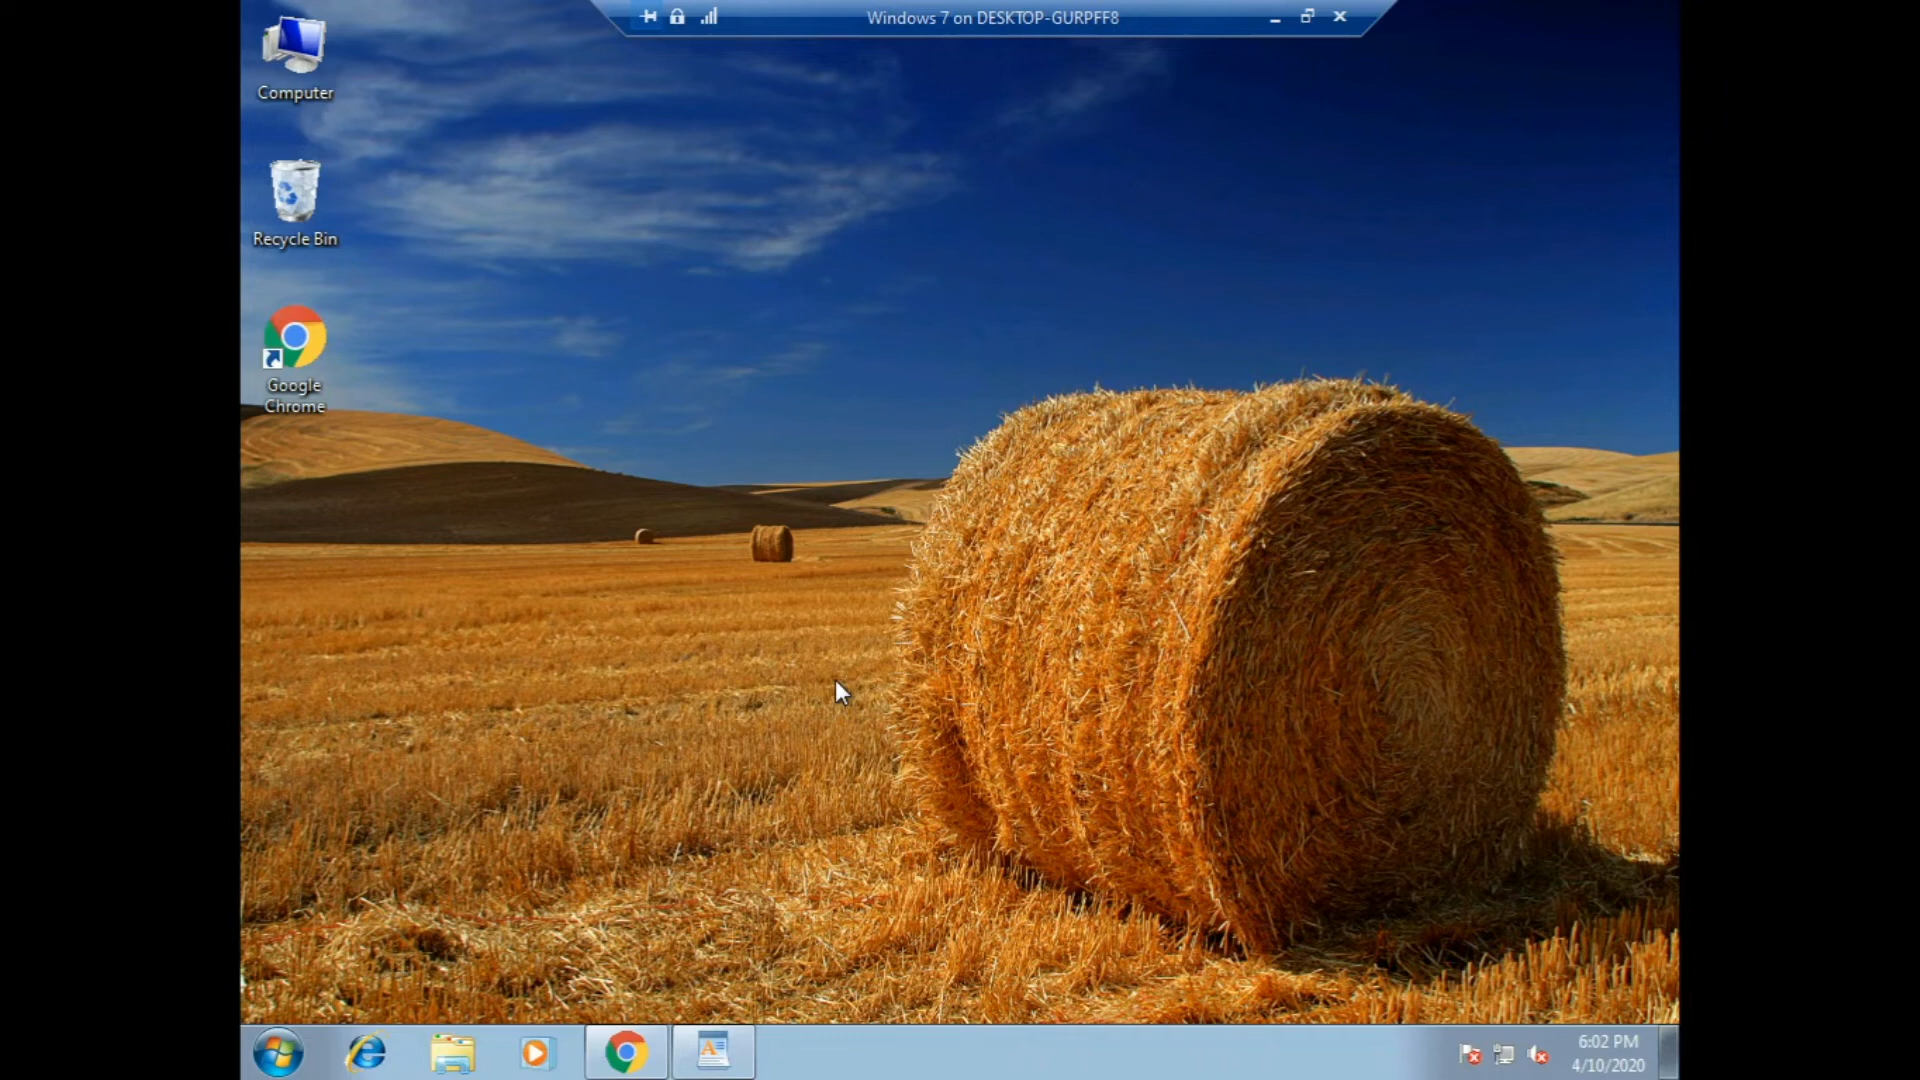 Windows 7 on DESKTOP-GURPFF8
Computer
Recycle Bin
Google
Chrome
6:02 PM
4/10/2020